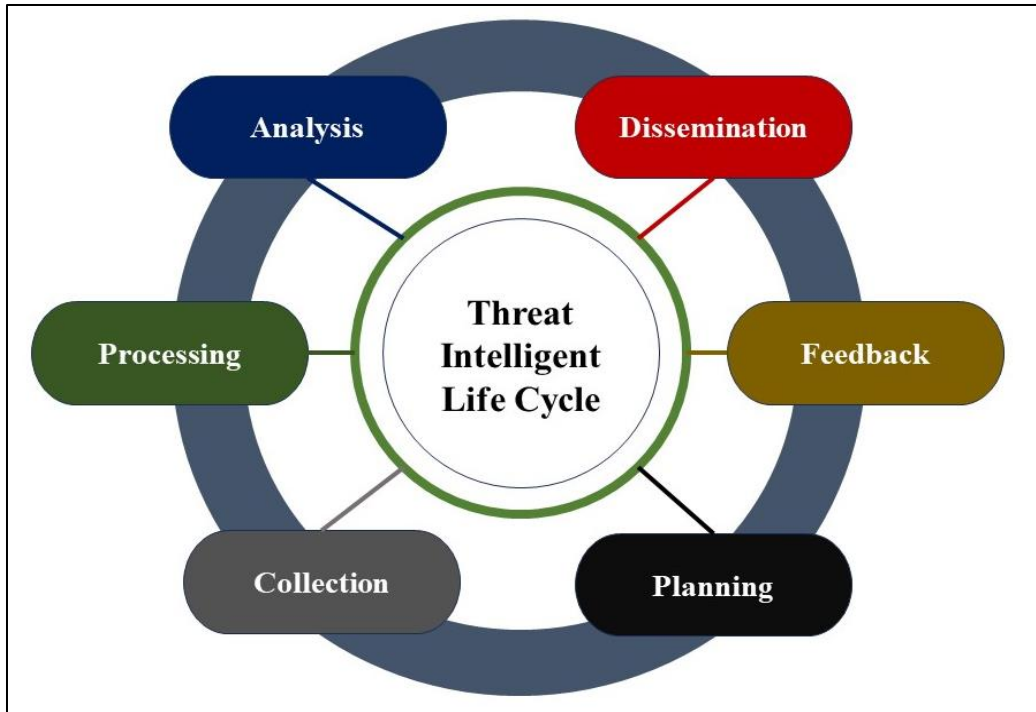 Analysis
Dissemination
Threat
Intelligent
Life Cycle
Processing
Feedback
Collection
Planning